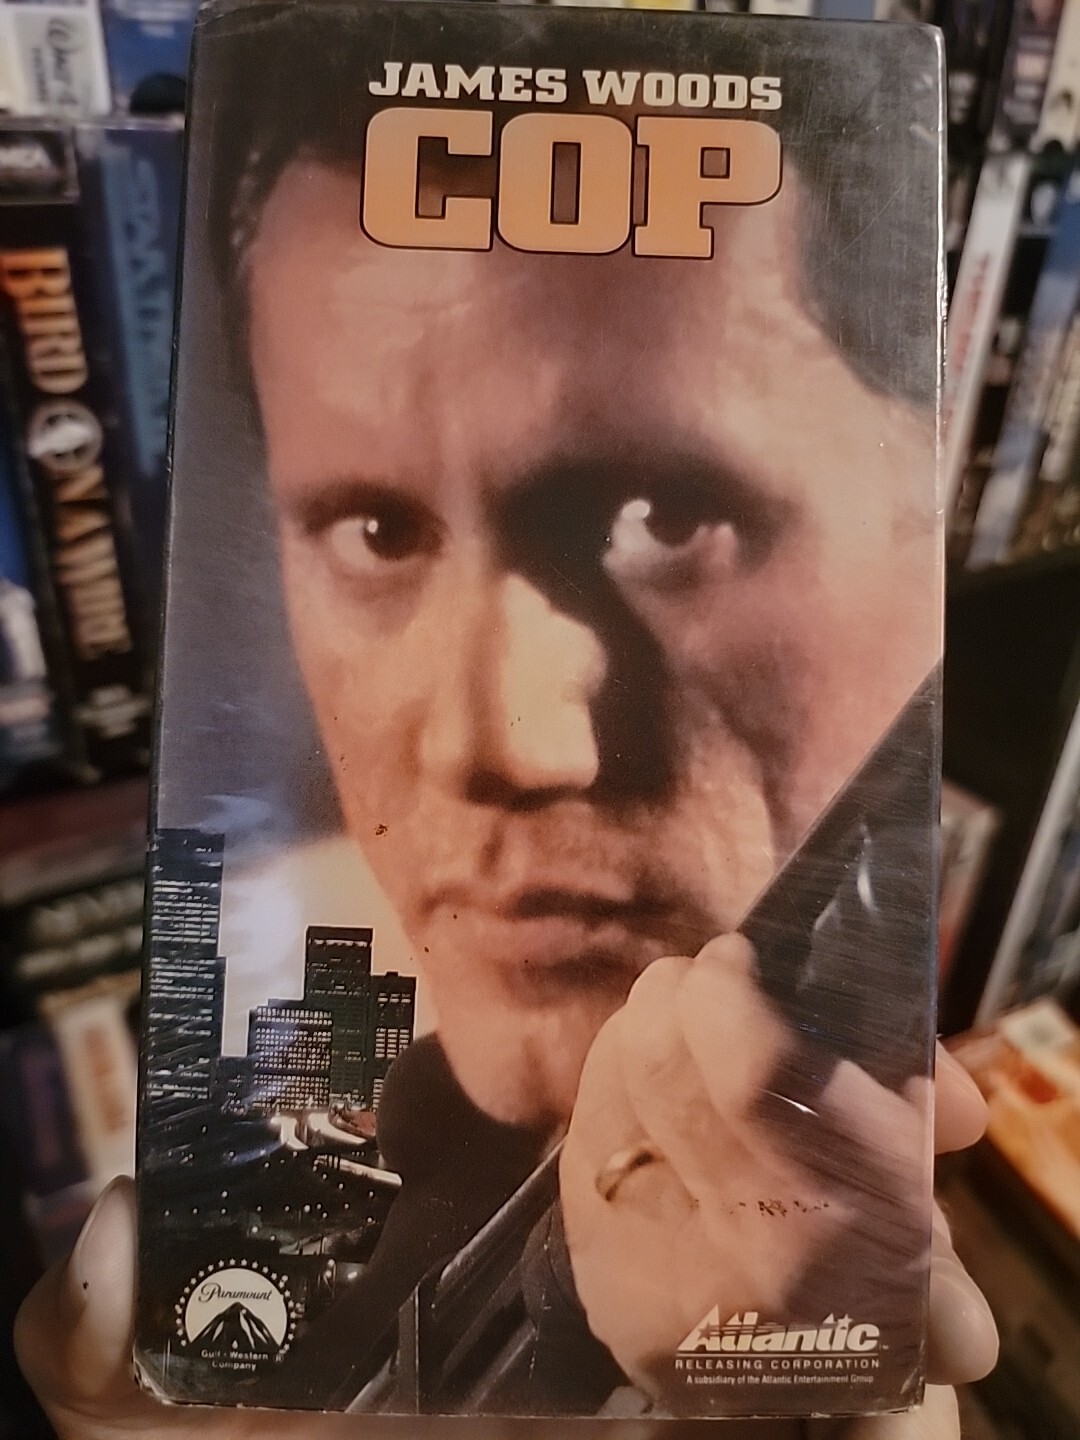 JAMES WOODS
COP
Paramount
Gulf + Western
Company
Atlantic
RELEASING CORPORATION
A subsidiary of the Atlantic Entertainment Group
BIRD ON A WIRE
MCA